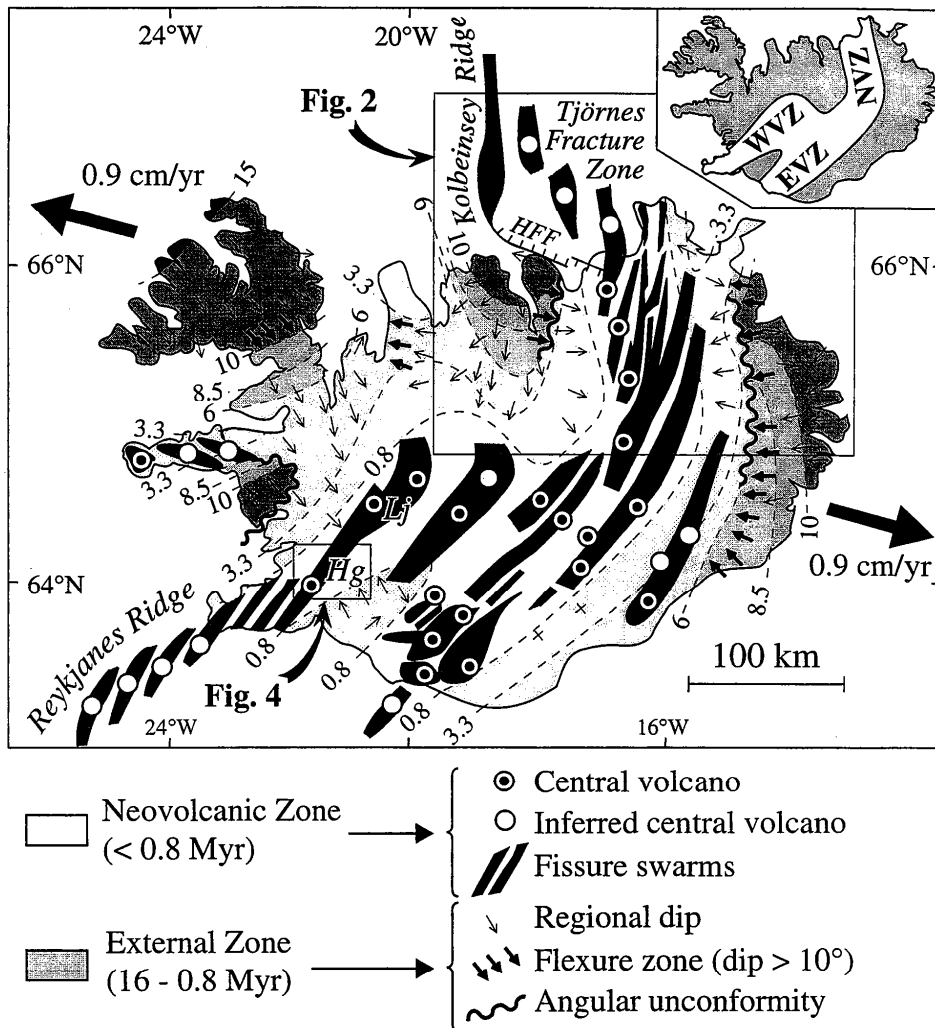 24°W
20°W
Fig. 2
Kolbeinsey Ridge
Tjörnes
Fracture
Zone
WVZ
EVZ
NVZ
0.9 cm/yr
15
9
10
HFF
3.3
66°N
66°N
3.3
6
10
8.5
6
3.3
3.3
8.5
10
0.8
Lj
10
0.9 cm/yr
64°N
3.3
Hg
6
8.5
Reykjanes Ridge
0.8
0.8
Fig. 4
0.8
3.3
100 km
24°W
16°W
Neovolcanic Zone
(< 0.8 Myr)
Central volcano
Inferred central volcano
Fissure swarms
External Zone
(16 - 0.8 Myr)
Regional dip
Flexure zone (dip > 10°)
Angular unconformity